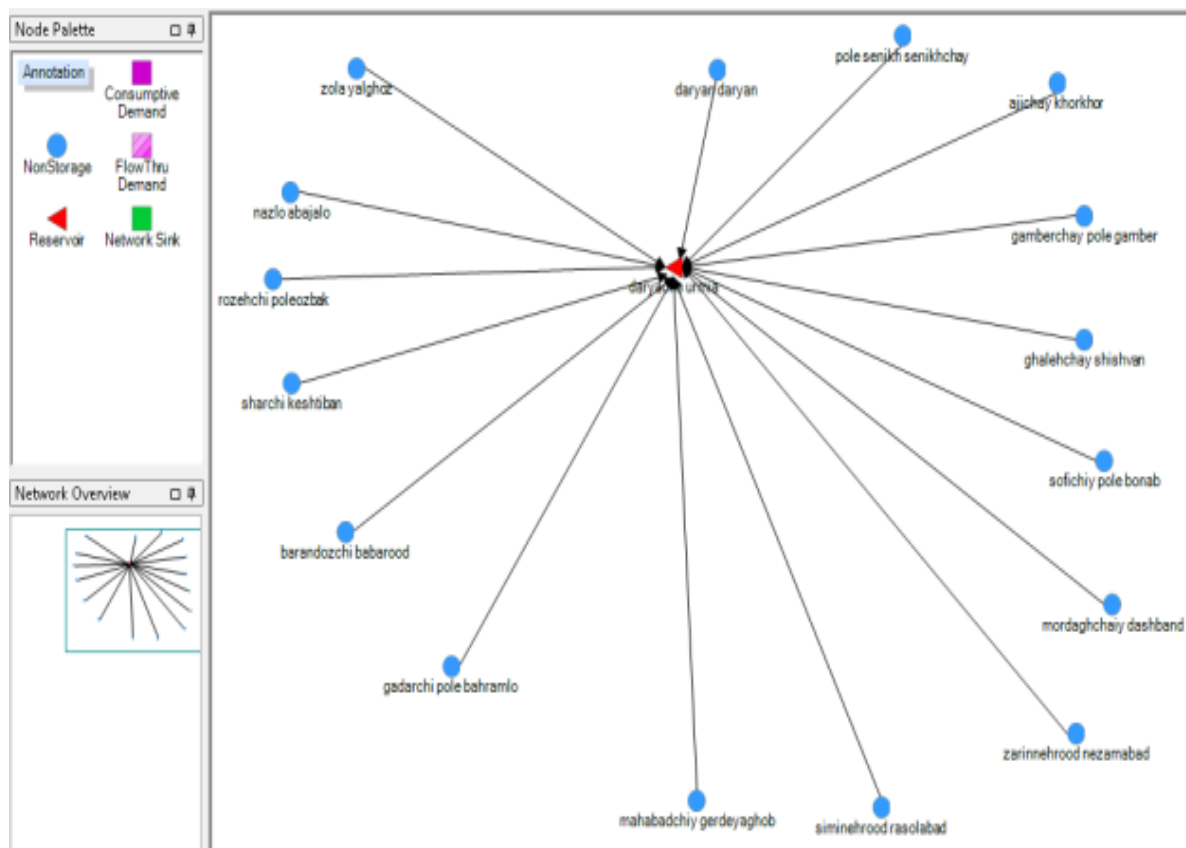 Node Palette
Annotation
Consumptive
Demand
NonStorage
FlowThru
Demand
Reservoir
Network Sink
Network Overview
pole senikh senikhchay
zola yalghoz
daryan daryan
ajichay khorkhor
nazlo abajalo
gamberchay pole gamber
rozehchi poleozbak
urmia
ghalehchay shishvan
sharchi keshtiban
sofichiy pole bonab
barandozchi babarood
mordaghchaiy dashband
gadarchi pole bahramlo
zarinnehrood nezamabad
mahabadchiy gerdeyaghob
siminehrood rasolabad